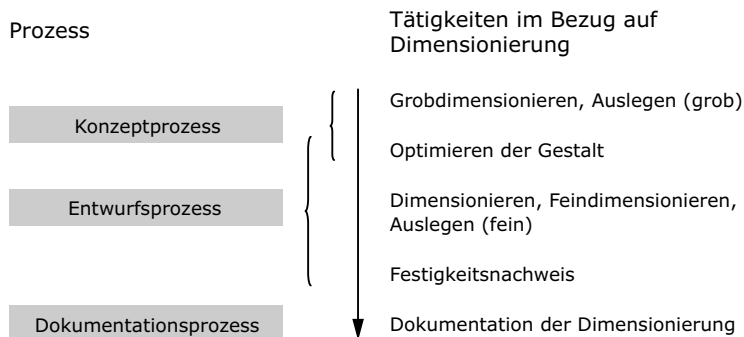 Prozess
Tätigkeiten im Bezug auf
Dimensionierung
Konzeptprozess
Grobdimensionieren, Auslegen (grob)
Optimieren der Gestalt
Entwurfsprozess
Dimensionieren, Feindimensionieren,
Auslegen (fein)
Festigkeitsnachweis
Dokumentationsprozess
Dokumentation der Dimensionierung